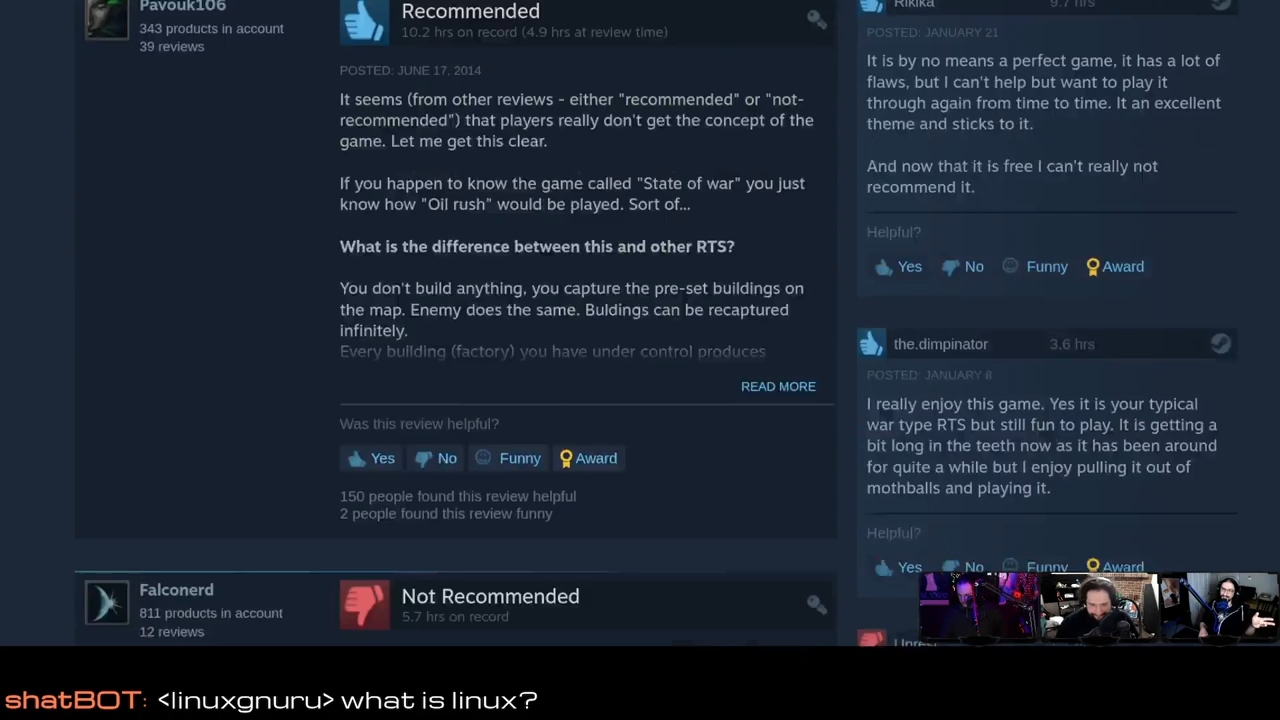 Pavouk106
343 products in account
39 reviews
Recommended
10.2 hrs on record (4.9 hrs at review time)
POSTED: JUNE 17, 2014
It seems (from other reviews - either "recommended" or "not-
recommended") that players really don't get the concept of the
game. Let me get this clear.
If you happen to know the game called "State of war" you just
know how "Oil rush" would be played. Sort of...
What is the difference between this and other RTS?
You don't build anything, you capture the pre-set buildings on
the map. Enemy does the same. Buldings can be recaptured
infinitely.
Every building (factory) you have under control produces
READ MORE
Was this review helpful?
Yes No Funny Award
150 people found this review helpful
2 people found this review funny
Falconerd
811 products in account
12 reviews
Not Recommended
5.7 hrs on record
Rikika 9.7 hrs
POSTED: JANUARY 21
It is by no means a perfect game, it has a lot of
flaws, but I can't help but want to play it
through again from time to time. It an excellent
theme and sticks to it.
And now that it is free I can't really not
recommend it.
Helpful?
Yes No Funny Award
the.dimpinator 3.6 hrs
POSTED: JANUARY 8
I really enjoy this game. Yes it is your typical
war type RTS but still fun to play. It is getting a
bit long in the teeth now as it has been around
for quite a while but I enjoy pulling it out of
mothballs and playing it.
Helpful?
Yes No Funny Award
shatBOT: <linuxgnuru> what is linux?